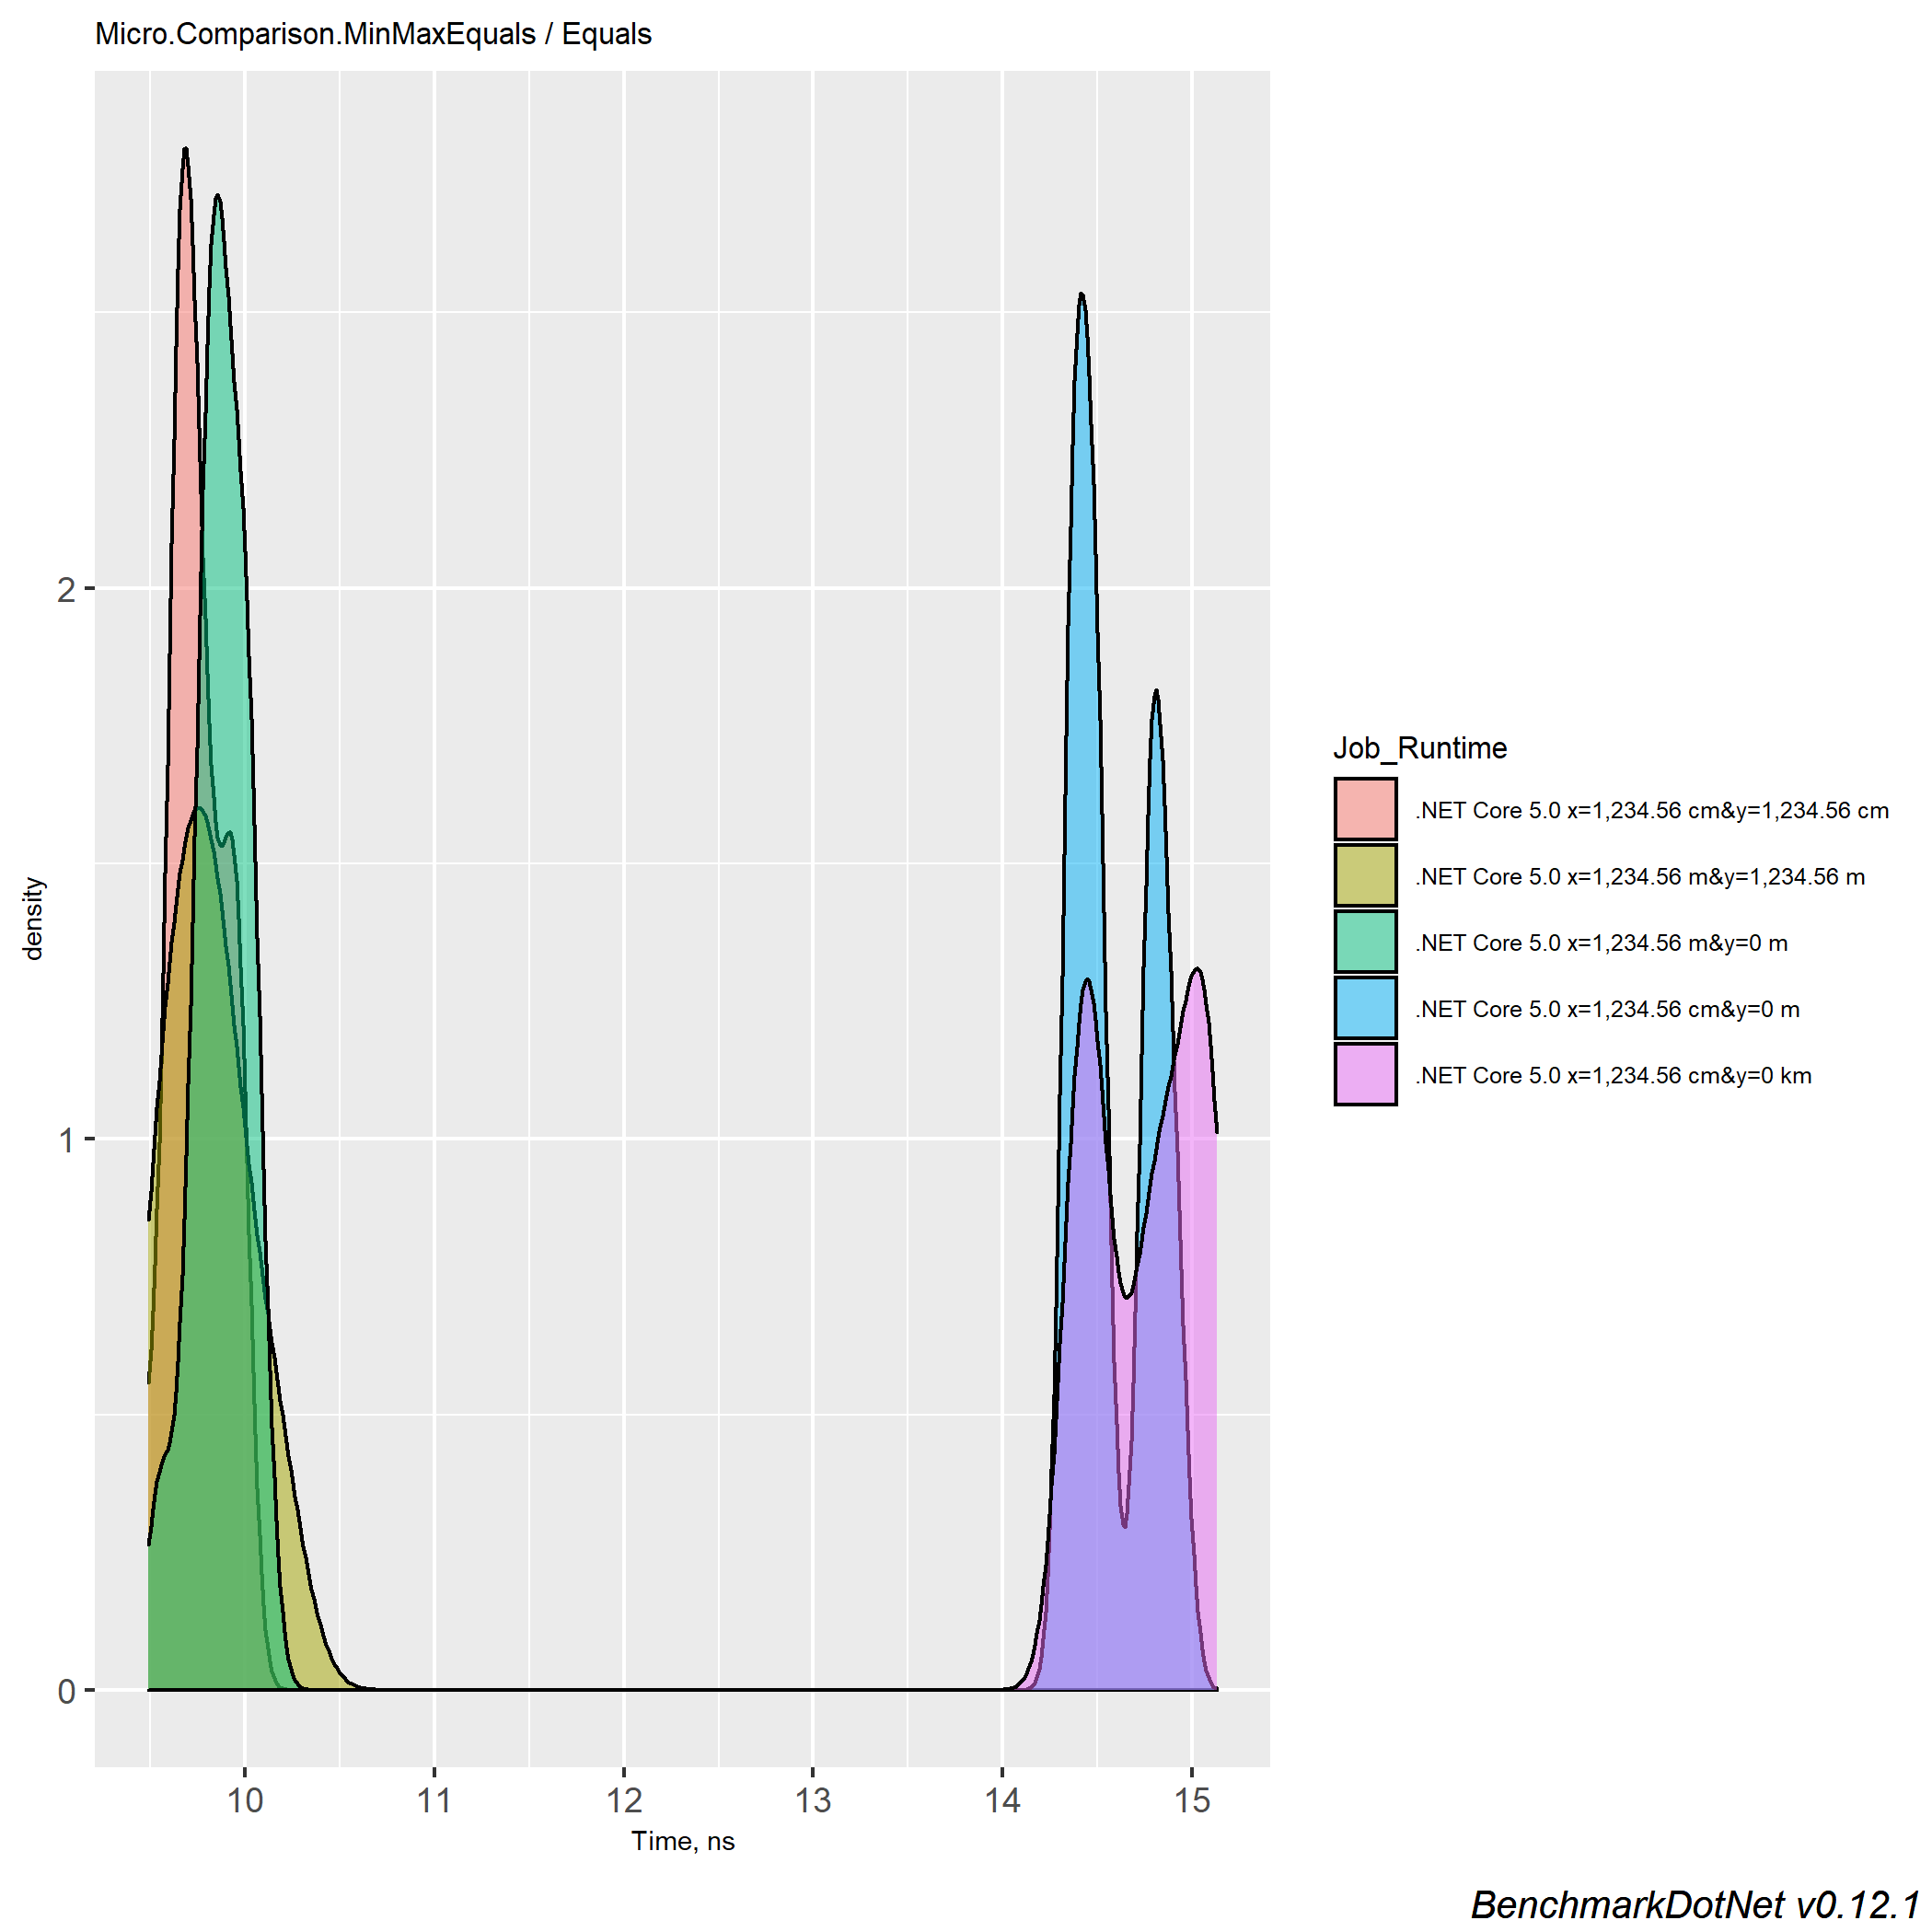 Micro.Comparison.MinMaxEquals / Equals
density
2
1
0
10 11 12 13 14 15
Time, ns
Job_Runtime
.NET Core 5.0 x=1,234.56 cm&y=1,234.56 cm
.NET Core 5.0 x=1,234.56 m&y=1,234.56 m
.NET Core 5.0 x=1,234.56 m&y=0 m
.NET Core 5.0 x=1,234.56 cm&y=0 m
.NET Core 5.0 x=1,234.56 cm&y=0 km
BenchmarkDotNet v0.12.1